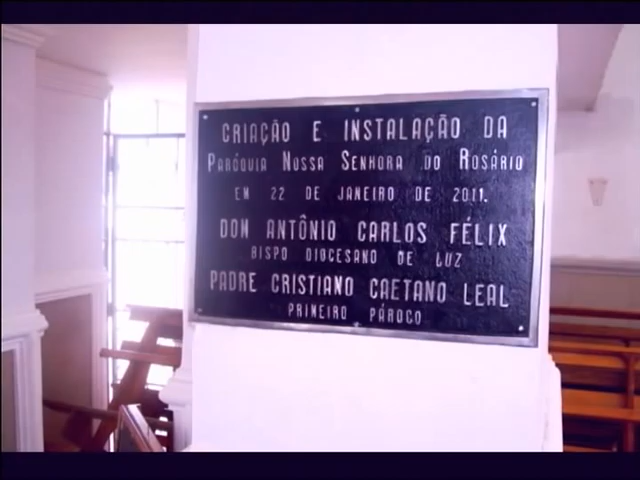 CRIAÇÃO E INSTALAÇÃO DA
PARÓQUIA NOSSA SENHORA DO ROSÁRIO
EM 22 DE JANEIRO DE 2011.
DOM ANTÔNIO CARLOS FÉLIX
BISPO DIOCESANO DE LUZ
PADRE CRISTIANO CAETANO LEAL
PRIMEIRO PÁROCO